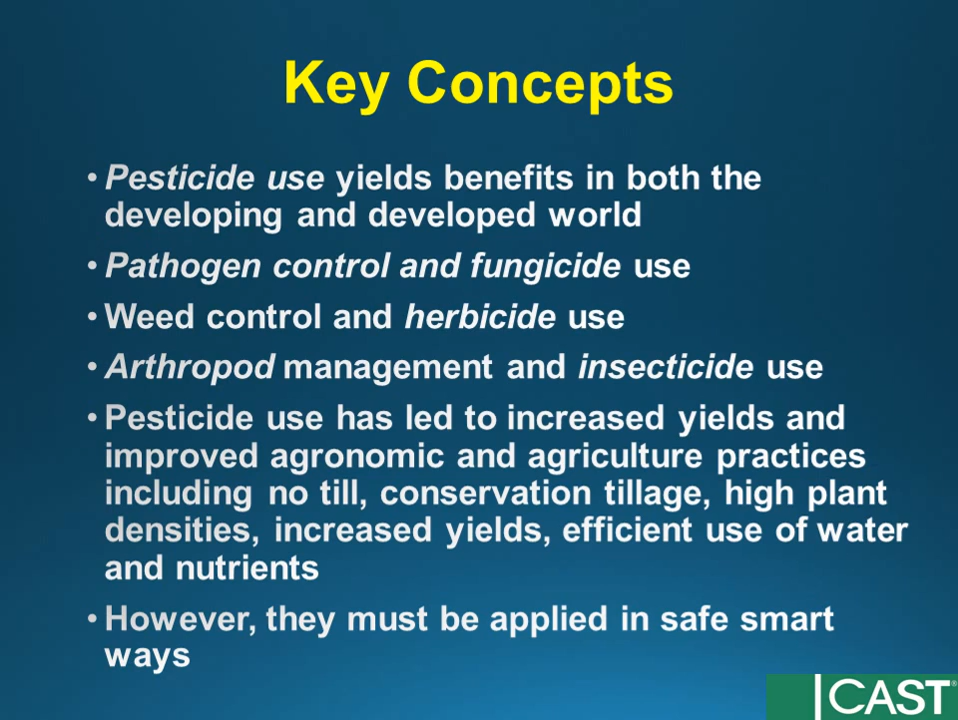 Key Concepts
• Pesticide use yields benefits in both the
developing and developed world
• Pathogen control and fungicide use
• Weed control and herbicide use
• Arthropod management and insecticide use
• Pesticide use has led to increased yields and
improved agronomic and agriculture practices
including no till, conservation tillage, high plant
densities, increased yields, efficient use of water
and nutrients
• However, they must be applied in safe smart
ways
CAST®